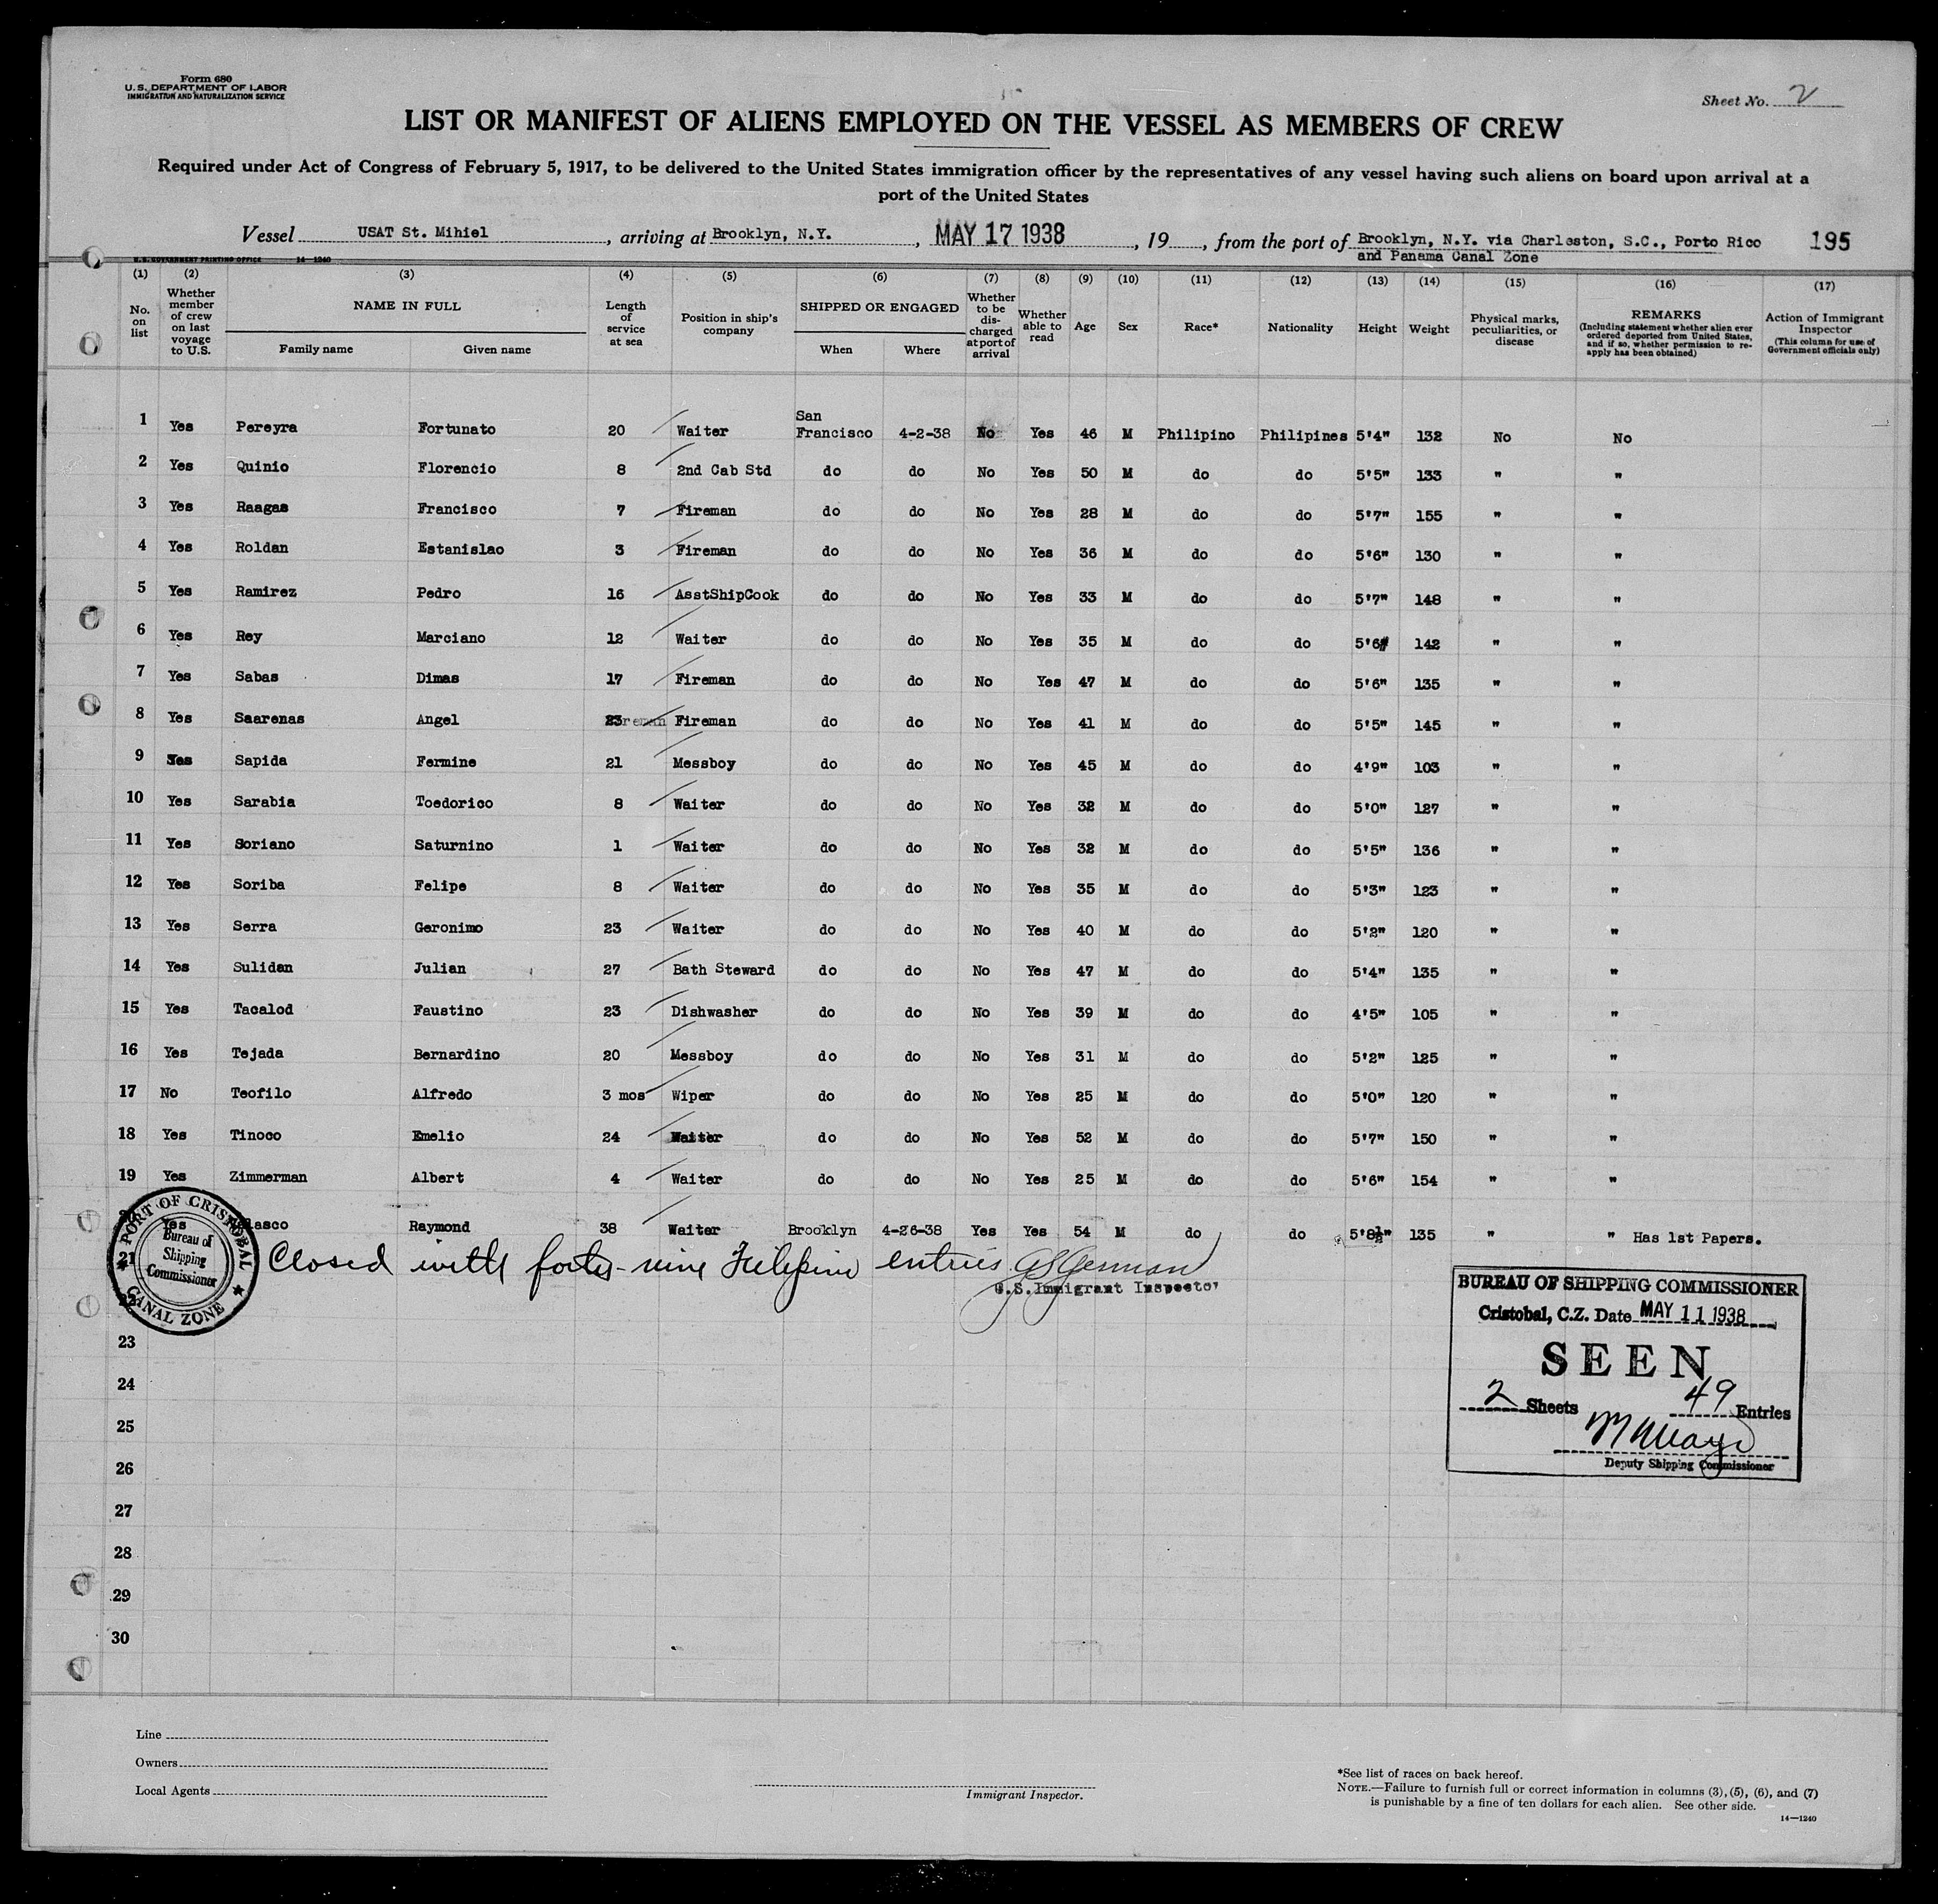 Form 680
U. S. DEPARTMENT OF LABOR
IMMIGRATION AND NATURALIZATION SERVICE
Sheet No. 2
LIST OR MANIFEST OF ALIENS EMPLOYED ON THE VESSEL AS MEMBERS OF CREW
Required under Act of Congress of February 5, 1917, to be delivered to the United States immigration officer by the representatives of any vessel having such aliens on board upon arrival at a
port of the United States
Vessel USAT St. Mihiel, arriving at Brooklyn, N.Y., MAY 17 1938, 19, from the port of Brooklyn, N.Y. via Charleston, S.C., Porto Rico 195
and Panama Canal Zone
U. S. GOVERNMENT PRINTING OFFICE 14—1240
(1) (2) (3) (4) (5) (6) (7) (8) (9) (10) (11) (12) (13) (14) (15) (16) (17)
No. on list
Whether member of crew on last voyage to U.S.
NAME IN FULL
Family name Given name
Length of service at sea
Position in ship's company
SHIPPED OR ENGAGED
When Where
Whether to be discharged at port of arrival
Whether able to read
Age Sex Race* Nationality Height Weight
Physical marks, peculiarities, or disease
REMARKS
(Including statement whether alien ever ordered deported from United States, and if so, whether permission to re-apply has been obtained)
Action of Immigrant Inspector
(This column for use of Government officials only)
1 Yes Pereyra Fortunato 20 Waiter San Francisco 4-2-38 No Yes 46 M Philipino Philipines 5'4" 132 No No
2 Yes Quinio Florencio 8 2nd Cab Std do do No Yes 50 M do do 5'5" 133 " "
3 Yes Raagas Francisco 7 Fireman do do No Yes 28 M do do 5'7" 155 " "
4 Yes Roldan Estanislao 3 Fireman do do No Yes 36 M do do 5'6" 130 " "
5 Yes Ramirez Pedro 16 AsstShipCook do do No Yes 33 M do do 5'7" 148 " "
6 Yes Rey Marciano 12 Waiter do do No Yes 35 M do do 5'6" 142 " "
7 Yes Sabas Dimas 17 Fireman do do No Yes 47 M do do 5'6" 135 " "
8 Yes Saarenas Angel 23 Fireman do do No Yes 41 M do do 5'5" 145 " "
9 Yes Sapida Fermine 21 Messboy do do No Yes 45 M do do 4'9" 103 " "
10 Yes Sarabia Toedorico 8 Waiter do do No Yes 32 M do do 5'0" 127 " "
11 Yes Soriano Saturnino 1 Waiter do do No Yes 32 M do do 5'5" 136 " "
12 Yes Soriba Felipe 8 Waiter do do No Yes 35 M do do 5'3" 123 " "
13 Yes Serra Geronimo 23 Waiter do do No Yes 40 M do do 5'2" 120 " "
14 Yes Sulidan Julian 27 Bath Steward do do No Yes 47 M do do 5'4" 135 " "
15 Yes Tacalod Faustino 23 Dishwasher do do No Yes 39 M do do 4'5" 105 " "
16 Yes Tejada Bernardino 20 Messboy do do No Yes 31 M do do 5'2" 125 " "
17 No Teofilo Alfredo 3 mos Wiper do do No Yes 25 M do do 5'0" 120 " "
18 Yes Tinoco Emelio 24 Waiter do do No Yes 52 M do do 5'7" 150 " "
19 Yes Zimmerman Albert 4 Waiter do do No Yes 25 M do do 5'6" 154 " "
Yes Raymond 38 Waiter Brooklyn 4-26-38 Yes Yes 54 M do do 5'8½" 135 " " Has 1st Papers.
PORT OF CRISTOBAL
Bureau of
Shipping
Commissioner
CANAL ZONE
21 Closed with forty-nine Filipino entries
U.S. Immigrant Inspector
22
23
24
25
26
27
28
29
30
BUREAU OF SHIPPING COMMISSIONER
Cristobal, C.Z. Date MAY 11 1938
SEEN
2 Sheets 49 Entries
Deputy Shipping Commissioner
Line
Owners
Local Agents
Immigrant Inspector.
*See list of races on back hereof.
NOTE.—Failure to furnish full or correct information in columns (3), (5), (6), and (7)
is punishable by a fine of ten dollars for each alien. See other side.
14—1240